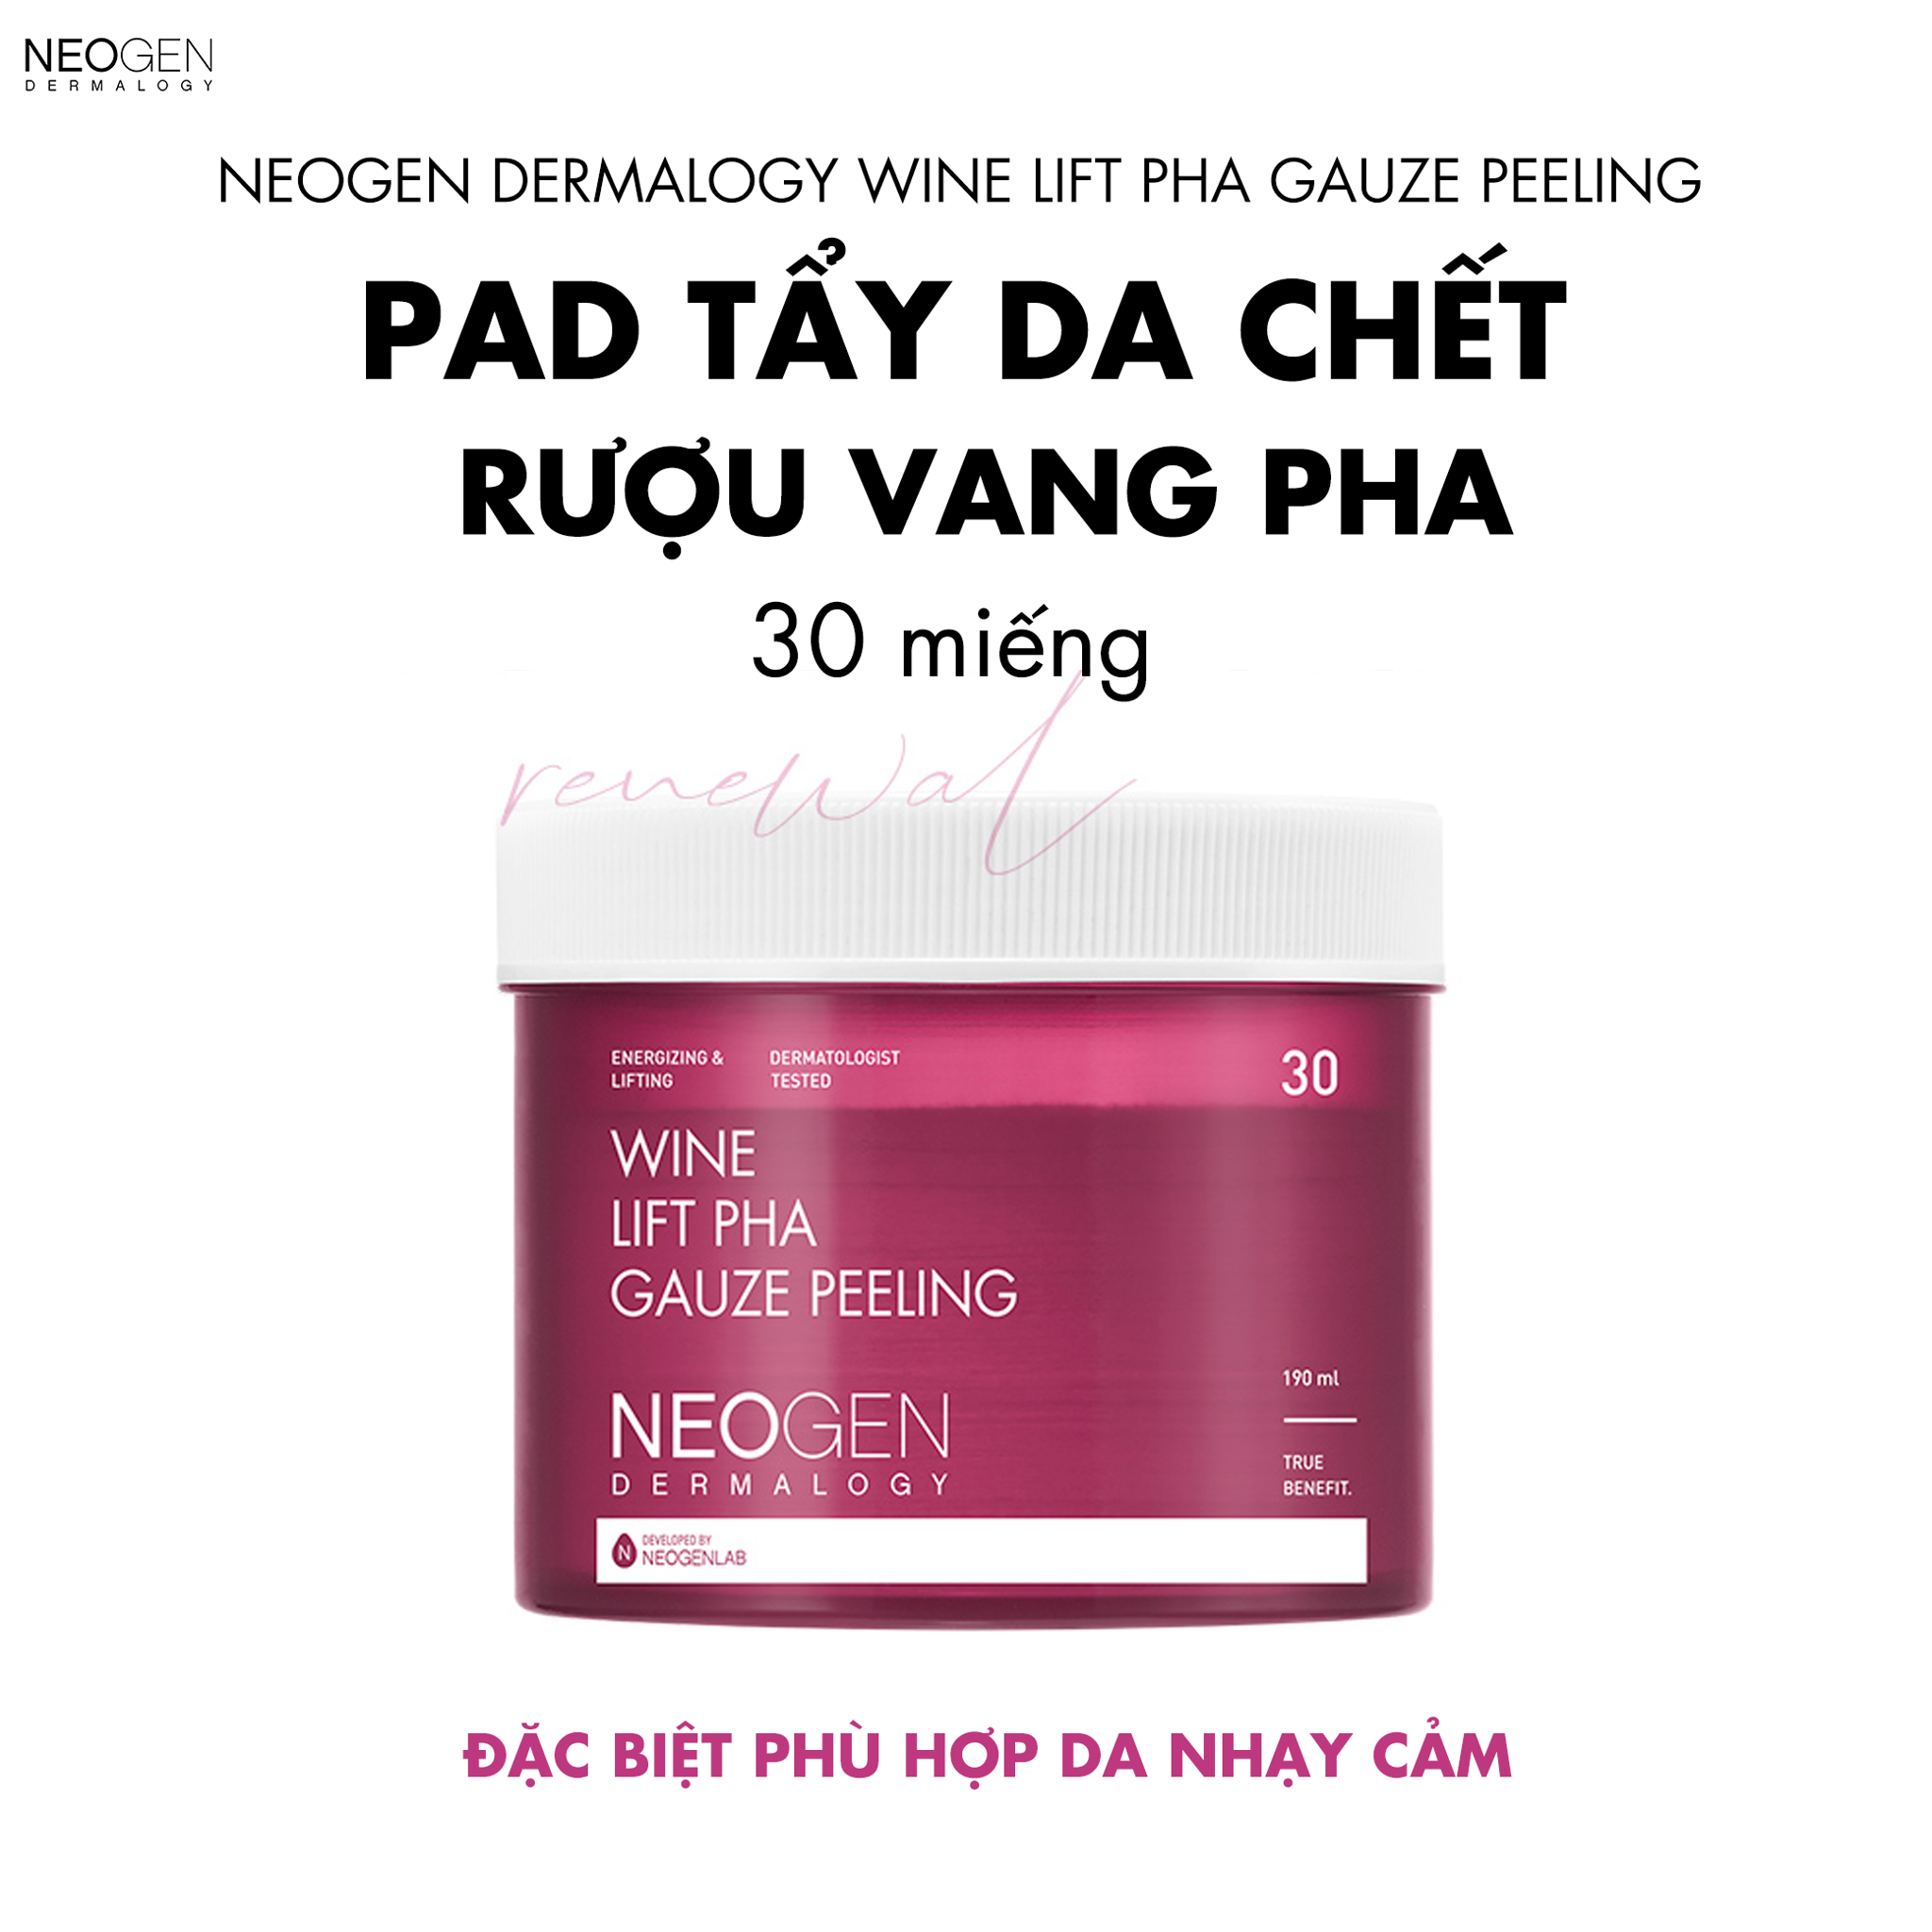 NEOGEN
DERMALOGY
NEOGEN DERMALOGY WINE LIFT PHA GAUZE PEELING
PAD TẨY DA CHẾT
RƯỢU VANG PHA
30 miếng
renewal
ENERGIZING &
LIFTING
DERMATOLOGIST
TESTED
30
WINE
LIFT PHA
GAUZE PEELING
190 ml
NEOGEN
DERMALOGY
TRUE
BENEFIT.
N
DEVELOPED BY
NEOGENLAB
ĐẶC BIỆT PHÙ HỢP DA NHẠY CẢM